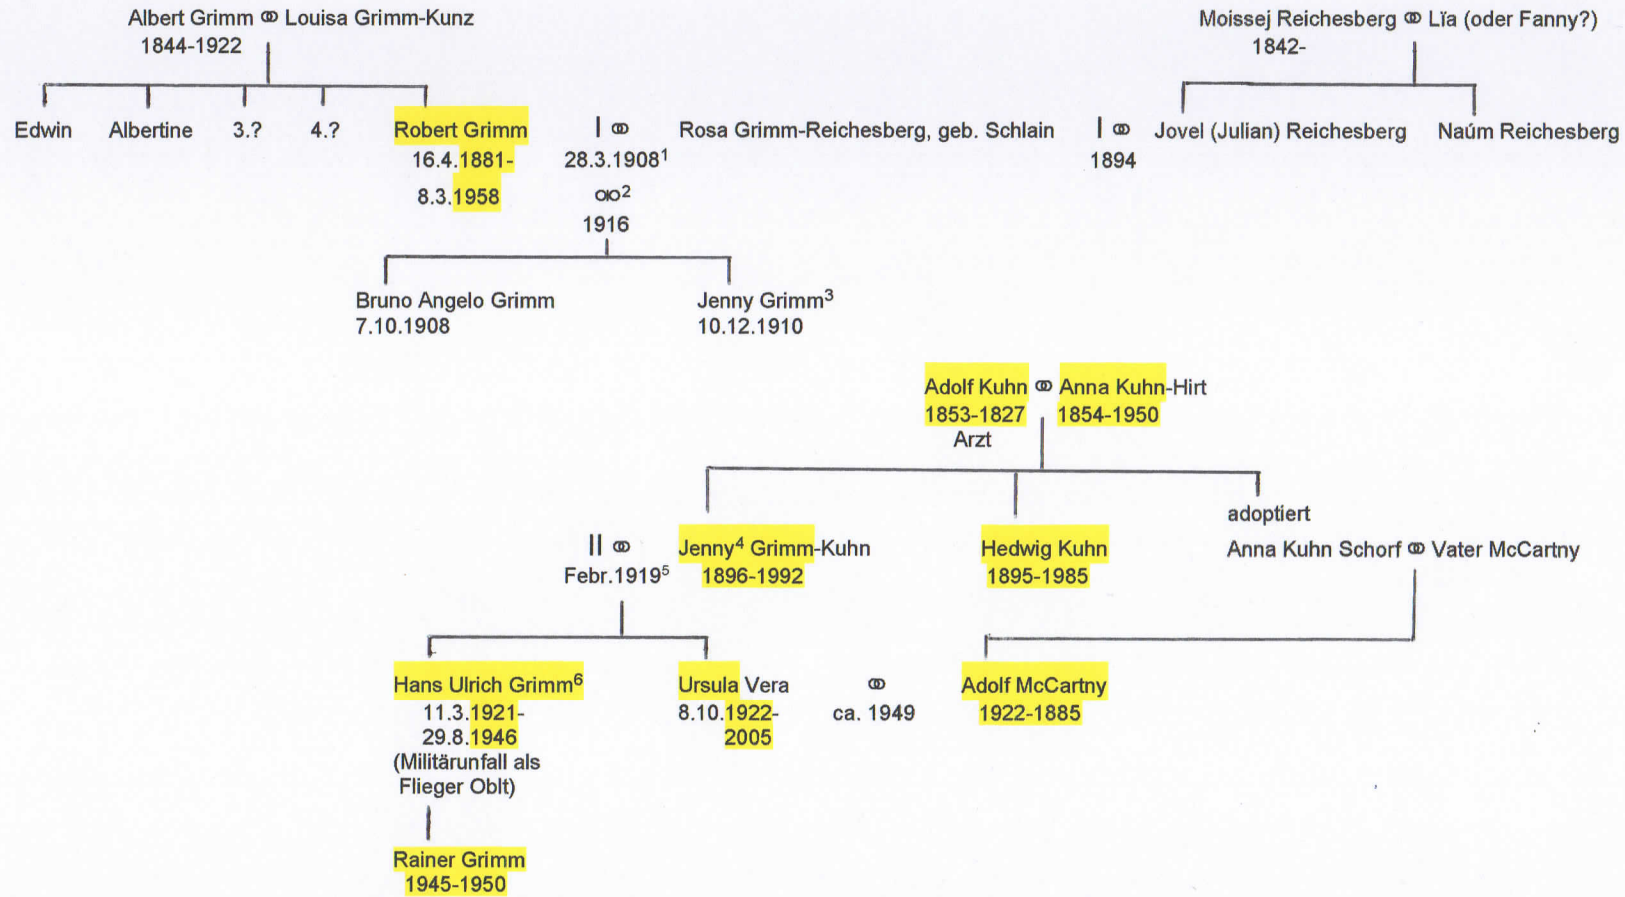 Albert Grimm ⚭ Louisa Grimm-Kunz
1844-1922
Moissej Reichesberg ⚭ Lïa (oder Fanny?)
1842-
Edwin
Albertine
3.?
4.?
Robert Grimm
16.4.1881-
8.3.1958
I ⚭
28.3.1908¹
⚮²
1916
Rosa Grimm-Reichesberg, geb. Schlain
I ⚭
1894
Jovel (Julian) Reichesberg
Naúm Reichesberg
Bruno Angelo Grimm
7.10.1908
Jenny Grimm³
10.12.1910
Adolf Kuhn ⚭ Anna Kuhn-Hirt
1853-1827 1854-1950
Arzt
II ⚭
Febr.1919⁵
Jenny⁴ Grimm-Kuhn
1896-1992
Hedwig Kuhn
1895-1985
adoptiert
Anna Kuhn Schorf ⚭ Vater McCartny
Hans Ulrich Grimm⁶
11.3.1921-
29.8.1946
(Militärunfall als
Flieger Oblt)
Ursula Vera
8.10.1922-
2005
⚭
ca. 1949
Adolf McCartny
1922-1885
Rainer Grimm
1945-1950